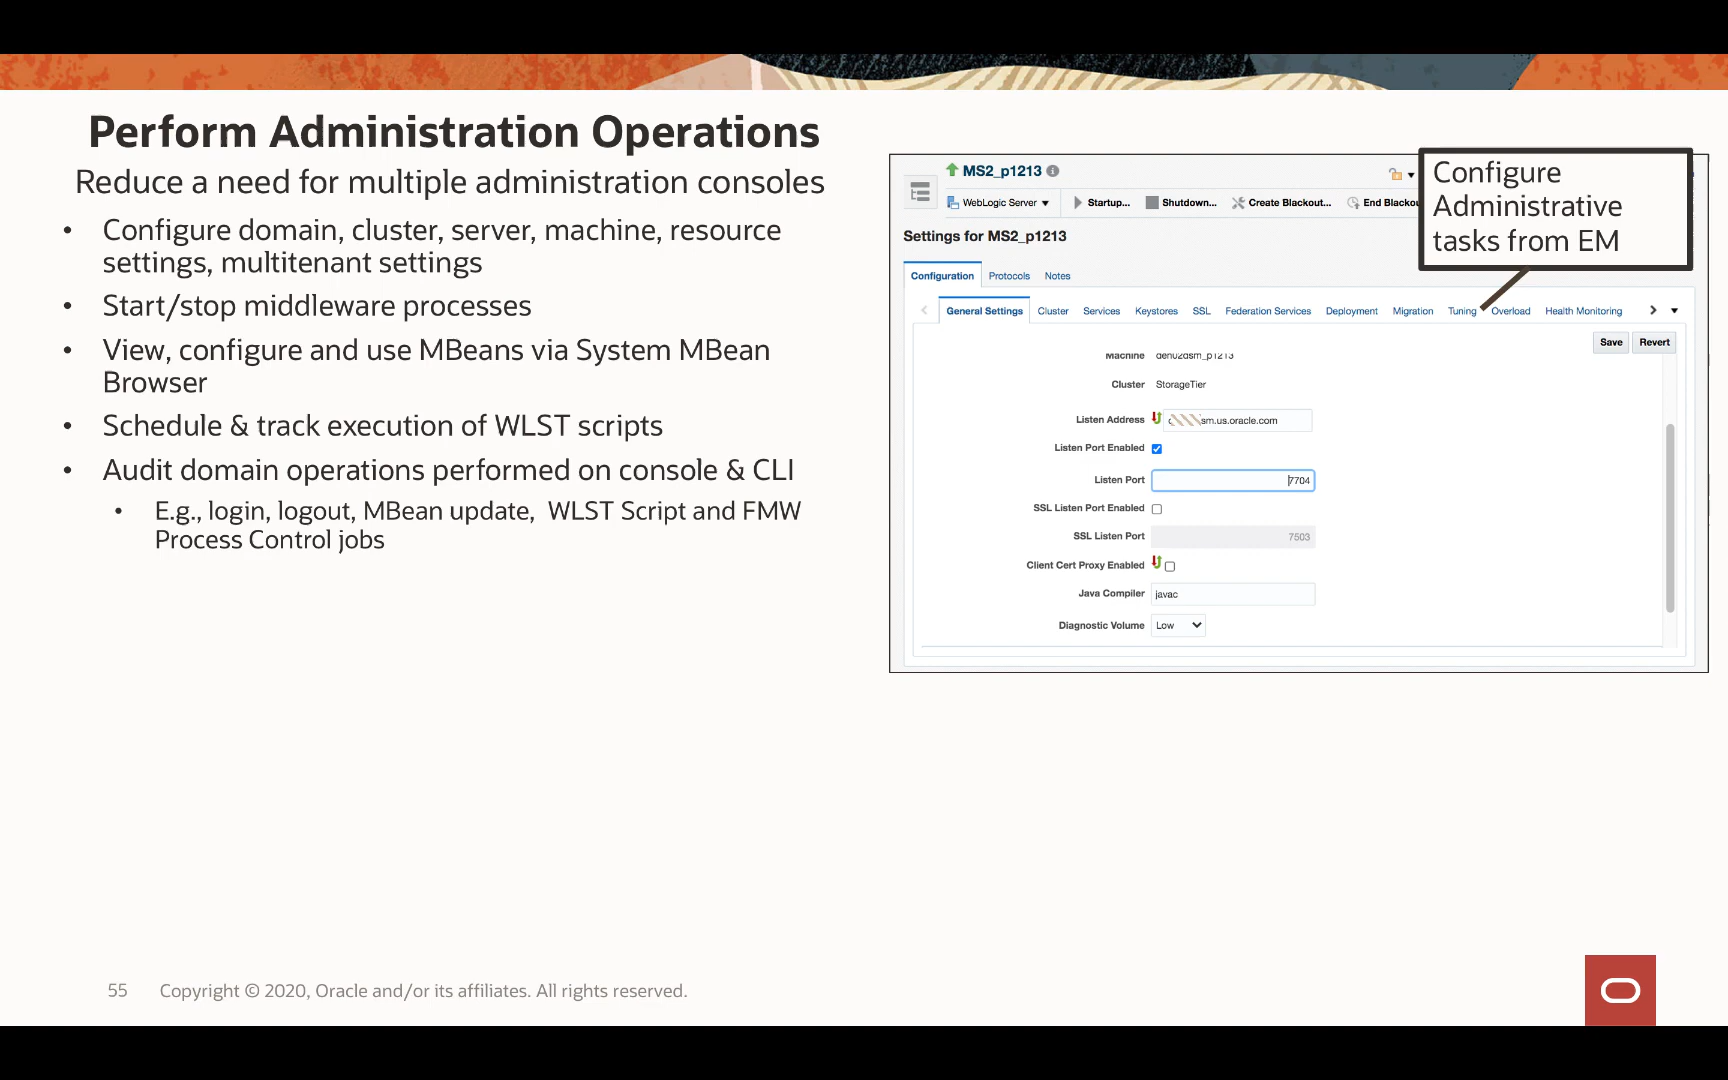 Perform Administration Operations
Reduce a need for multiple administration consoles
• Configure domain, cluster, server, machine, resource
settings, multitenant settings
• Start/stop middleware processes
• View, configure and use MBeans via System MBean
Browser
• Schedule & track execution of WLST scripts
• Audit domain operations performed on console & CLI
• E.g., login, logout, MBean update, WLST Script and FMW
Process Control jobs
MS2_p1213
WebLogic Server
Startup... Shutdown... Create Blackout... End Blackou
Configure
Administrative
tasks from EM
Settings for MS2_p1213
Configuration Protocols Notes
General Settings Cluster Services Keystores SSL Federation Services Deployment Migration Tuning Overload Health Monitoring
Save Revert
Machine
Cluster StorageTier
Listen Address sm.us.oracle.com
Listen Port Enabled
Listen Port 7704
SSL Listen Port Enabled
SSL Listen Port 7503
Client Cert Proxy Enabled
Java Compiler javac
Diagnostic Volume Low
55 Copyright © 2020, Oracle and/or its affiliates. All rights reserved.